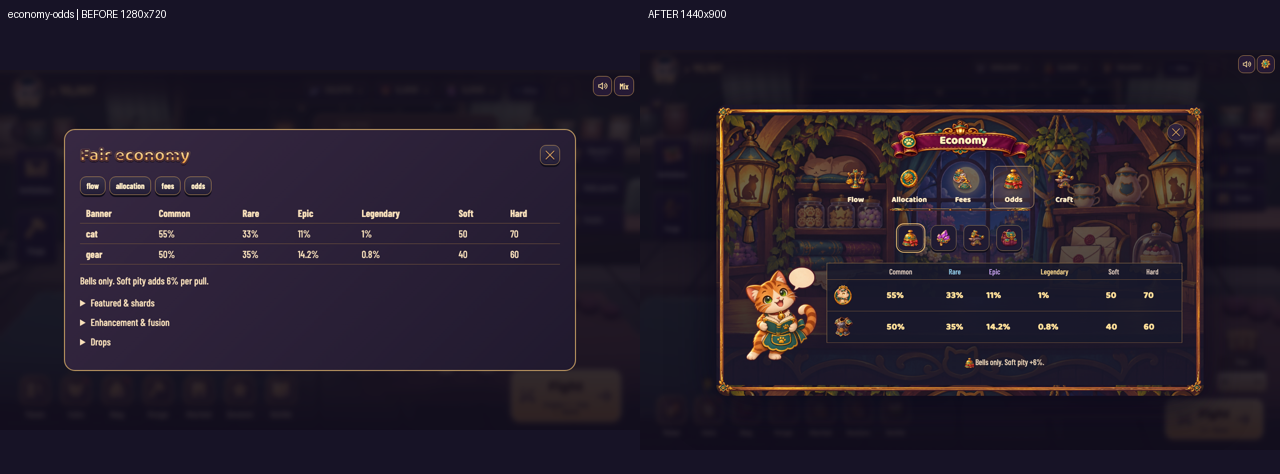 economy-odds | BEFORE 1280x720
Mix
Fair economy
flow allocation fees odds
Banner Common Rare Epic Legendary Soft Hard
cat 55% 33% 11% 1% 50 70
gear 50% 35% 14.2% 0.8% 40 60
Bells only. Soft pity adds 6% per pull.
Featured & shards
Enhancement & fusion
Drops
AFTER 1440x900
Economy
Flow Allocation Fees Odds Craft
Common Rare Epic Legendary Soft Hard
55% 33% 11% 1% 50 70
50% 35% 14.2% 0.8% 40 60
Bells only. Soft pity +6%.